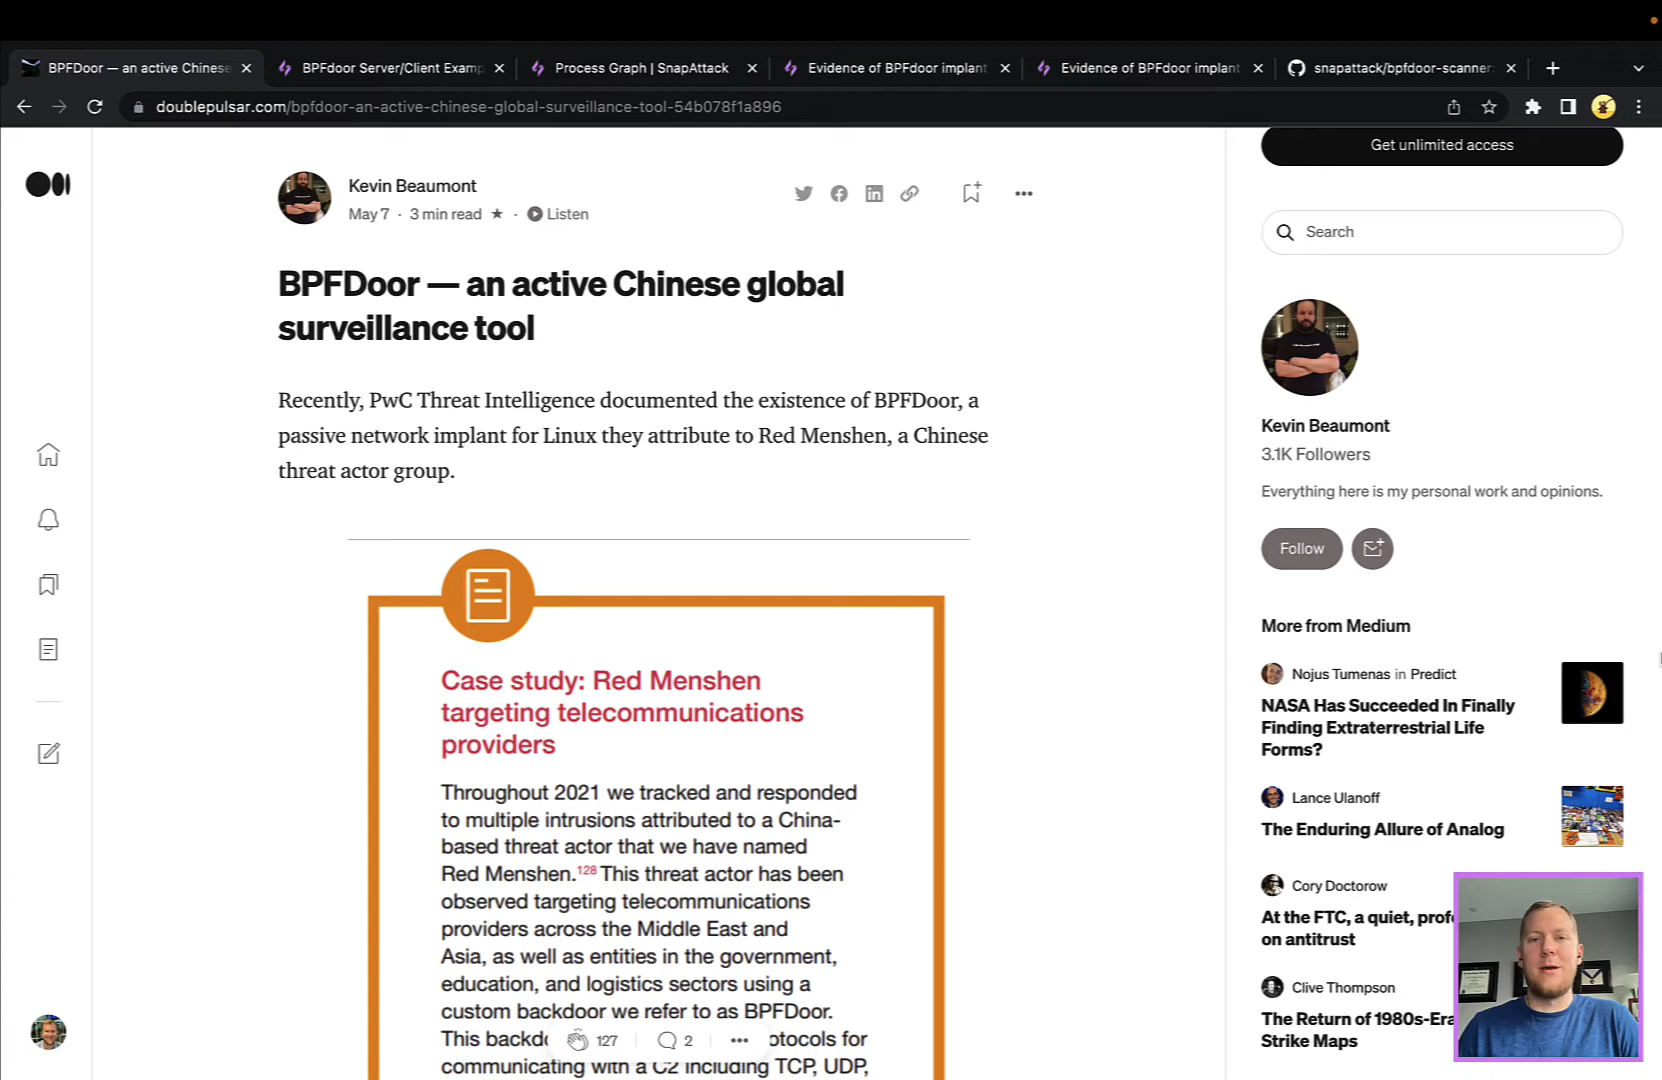 BPFDoor — an active Chinese
BPFdoor Server/Client Examp
Process Graph | SnapAttack
Evidence of BPFdoor implant
Evidence of BPFdoor implant
snapattack/bpfdoor-scanner
doublepulsar.com/bpfdoor-an-active-chinese-global-surveillance-tool-54b078f1a896
Kevin Beaumont
May 7 · 3 min read ★ · Listen
BPFDoor — an active Chinese global
surveillance tool
Recently, PwC Threat Intelligence documented the existence of BPFDoor, a
passive network implant for Linux they attribute to Red Menshen, a Chinese
threat actor group.
Case study: Red Menshen
targeting telecommunications
providers
Throughout 2021 we tracked and responded
to multiple intrusions attributed to a China-
based threat actor that we have named
Red Menshen.128 This threat actor has been
observed targeting telecommunications
providers across the Middle East and
Asia, as well as entities in the government,
education, and logistics sectors using a
custom backdoor we refer to as BPFDoor.
This backdo
otocols for
127
2
communicating with a C2 including TCP, UDP,
Get unlimited access
Search
Kevin Beaumont
3.1K Followers
Everything here is my personal work and opinions.
Follow
More from Medium
Nojus Tumenas in Predict
NASA Has Succeeded In Finally
Finding Extraterrestrial Life
Forms?
Lance Ulanoff
The Enduring Allure of Analog
Cory Doctorow
At the FTC, a quiet, prof
on antitrust
Clive Thompson
The Return of 1980s-Era
Strike Maps